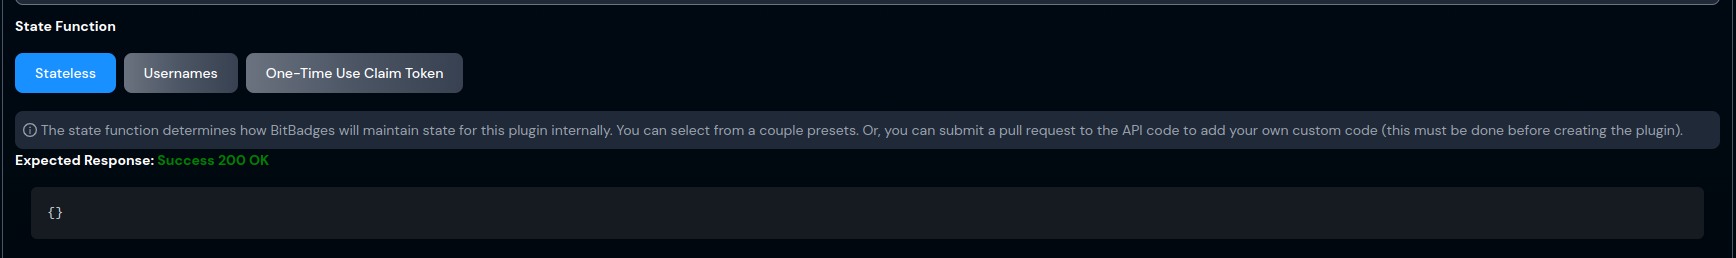 State Function
Stateless Usernames One-Time Use Claim Token
The state function determines how BitBadges will maintain state for this plugin internally. You can select from a couple presets. Or, you can submit a pull request to the API code to add your own custom code (this must be done before creating the plugin).
Expected Response: Success 200 OK
{}